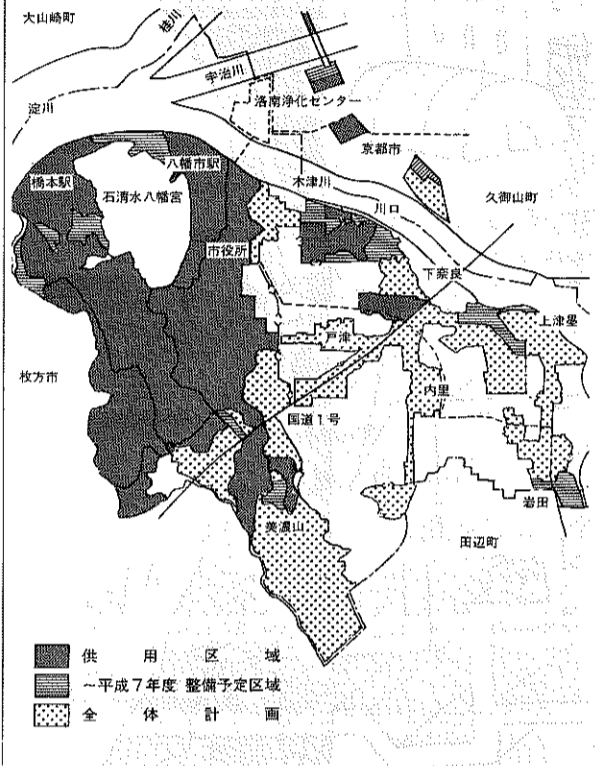 大山崎町
桂川
宇治川
洛南浄化センター
淀川
京都市
八幡市駅
橋本駅
木津川
石清水八幡宮
川口
久御山町
市役所
下奈良
上津墨
戸津
枚方市
内里
国道1号
岩田
美濃山
田辺町
供用区域
~平成7年度 整備予定区域
全体計画